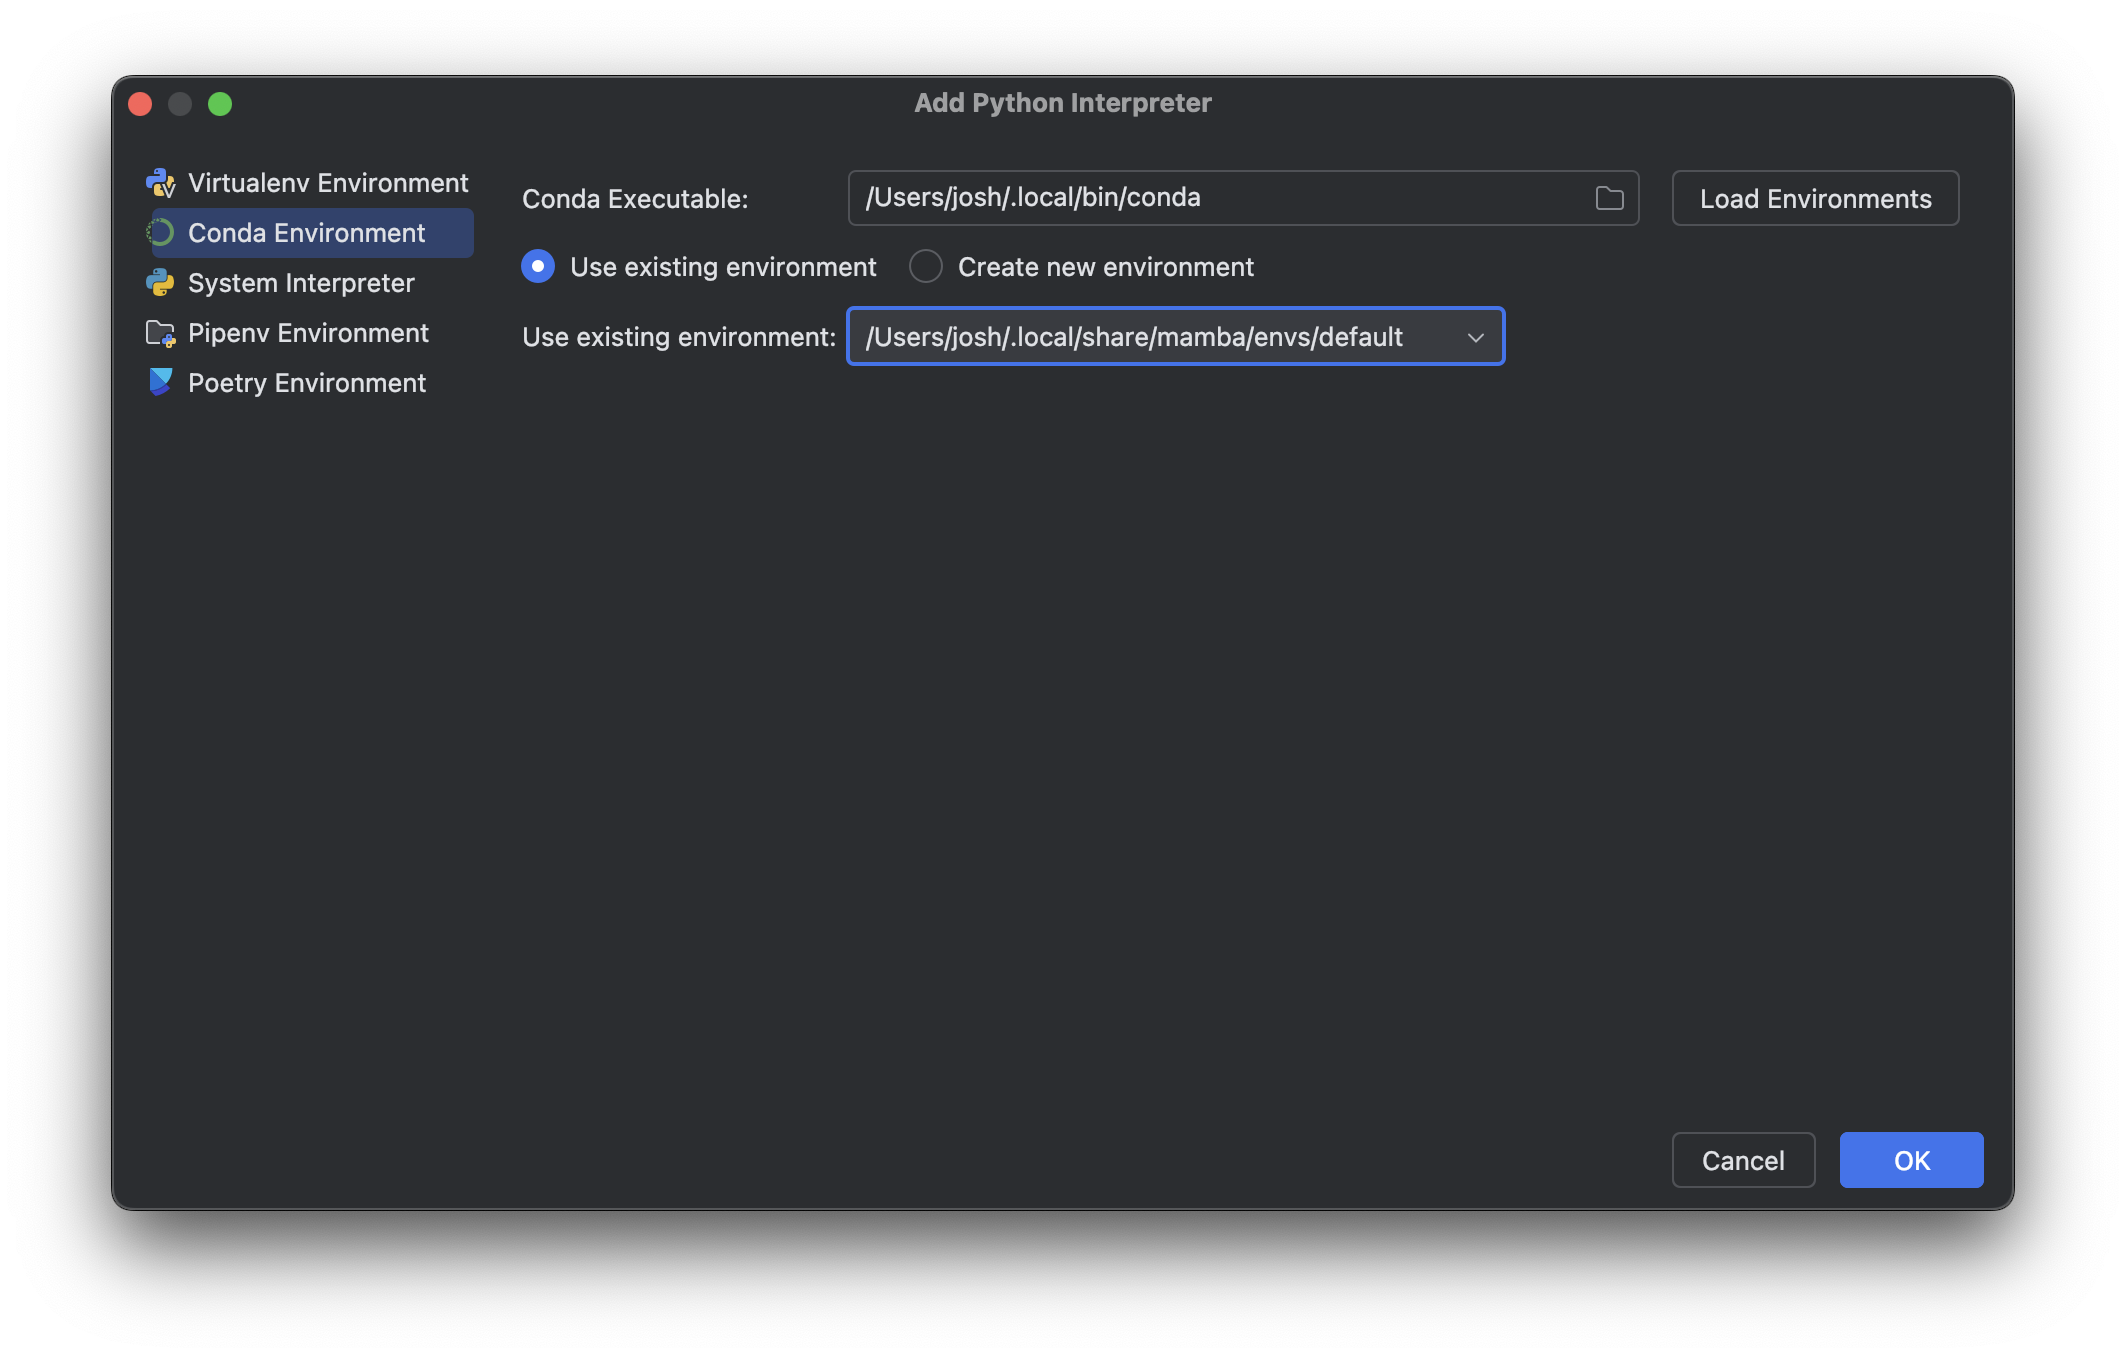 Add Python Interpreter
Virtualenv Environment
Conda Environment
System Interpreter
Pipenv Environment
Poetry Environment
Conda Executable: /Users/josh/.local/bin/conda Load Environments
Use existing environment Create new environment
Use existing environment: /Users/josh/.local/share/mamba/envs/default
Cancel OK